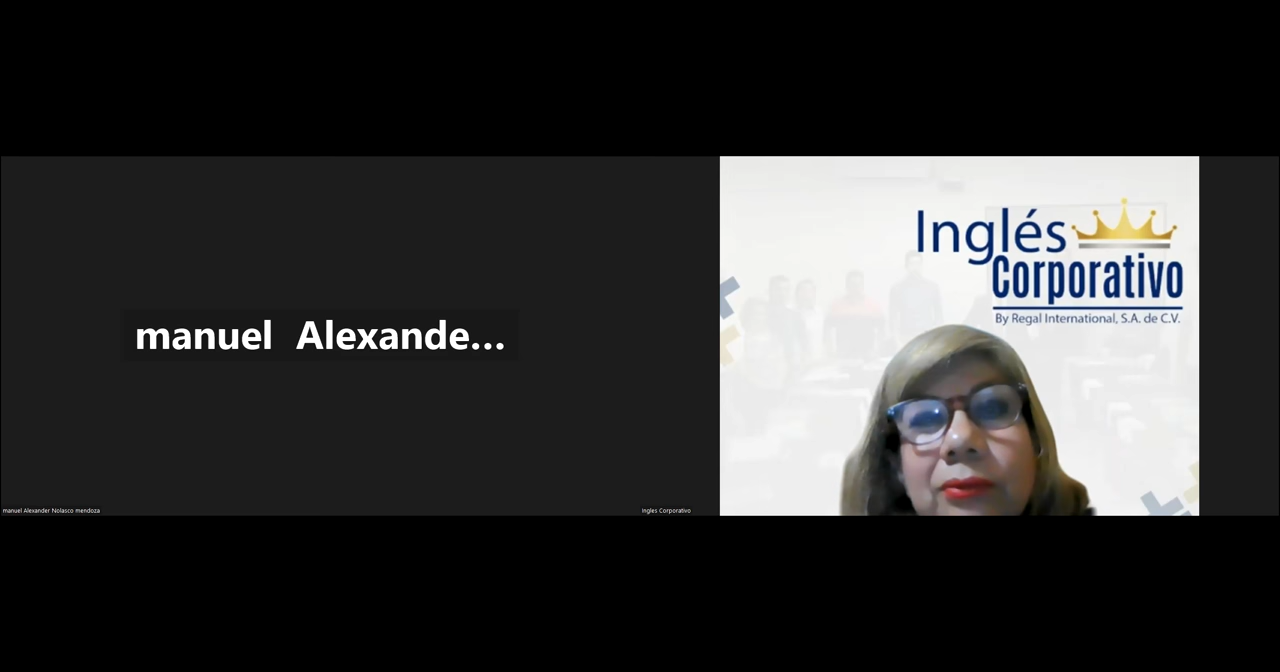 manuel Alexande...
manuel Alexander Nolasco mendoza
Ingles Corporativo
Inglés
Corporativo
By Regal International, S.A. de C.V.